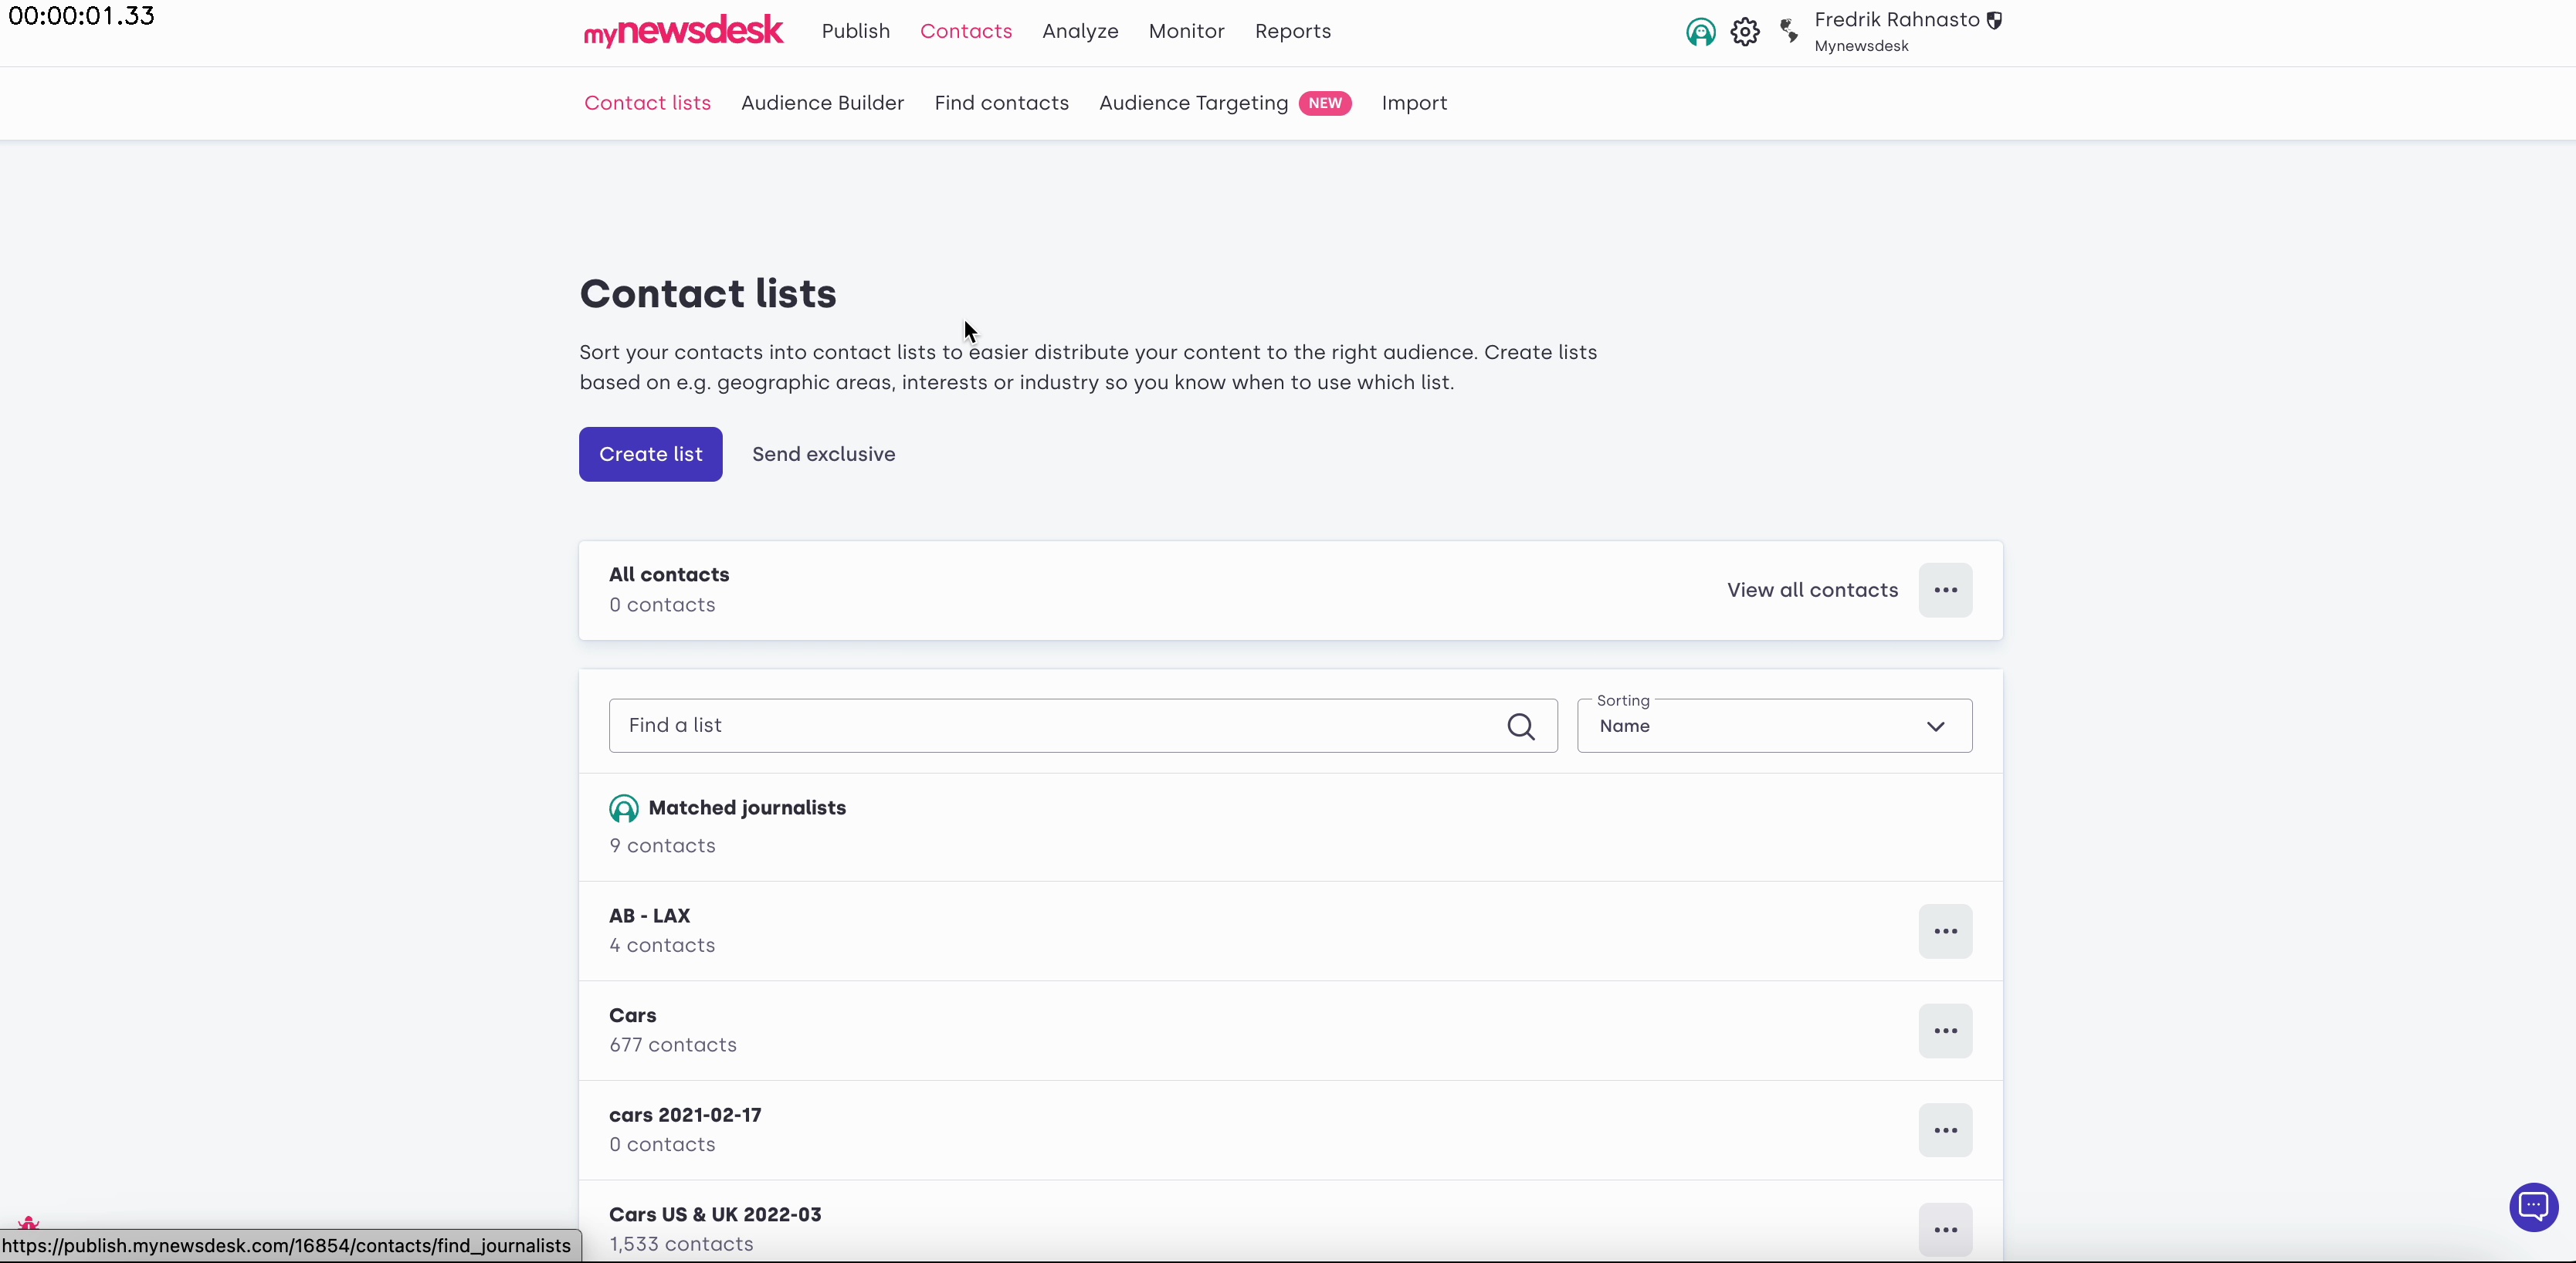 00:00:01.33
mynewsdesk Publish Contacts Analyze Monitor Reports
Fredrik Rahnasto
Mynewsdesk
Contact lists Audience Builder Find contacts Audience Targeting NEW Import
Contact lists
Sort your contacts into contact lists to easier distribute your content to the right audience. Create lists
based on e.g. geographic areas, interests or industry so you know when to use which list.
Create list Send exclusive
All contacts
0 contacts
View all contacts
Find a list
Sorting
Name
Matched journalists
9 contacts
AB - LAX
4 contacts
Cars
677 contacts
cars 2021-02-17
0 contacts
Cars US & UK 2022-03
1,533 contacts
https://publish.mynewsdesk.com/16854/contacts/find_journalists